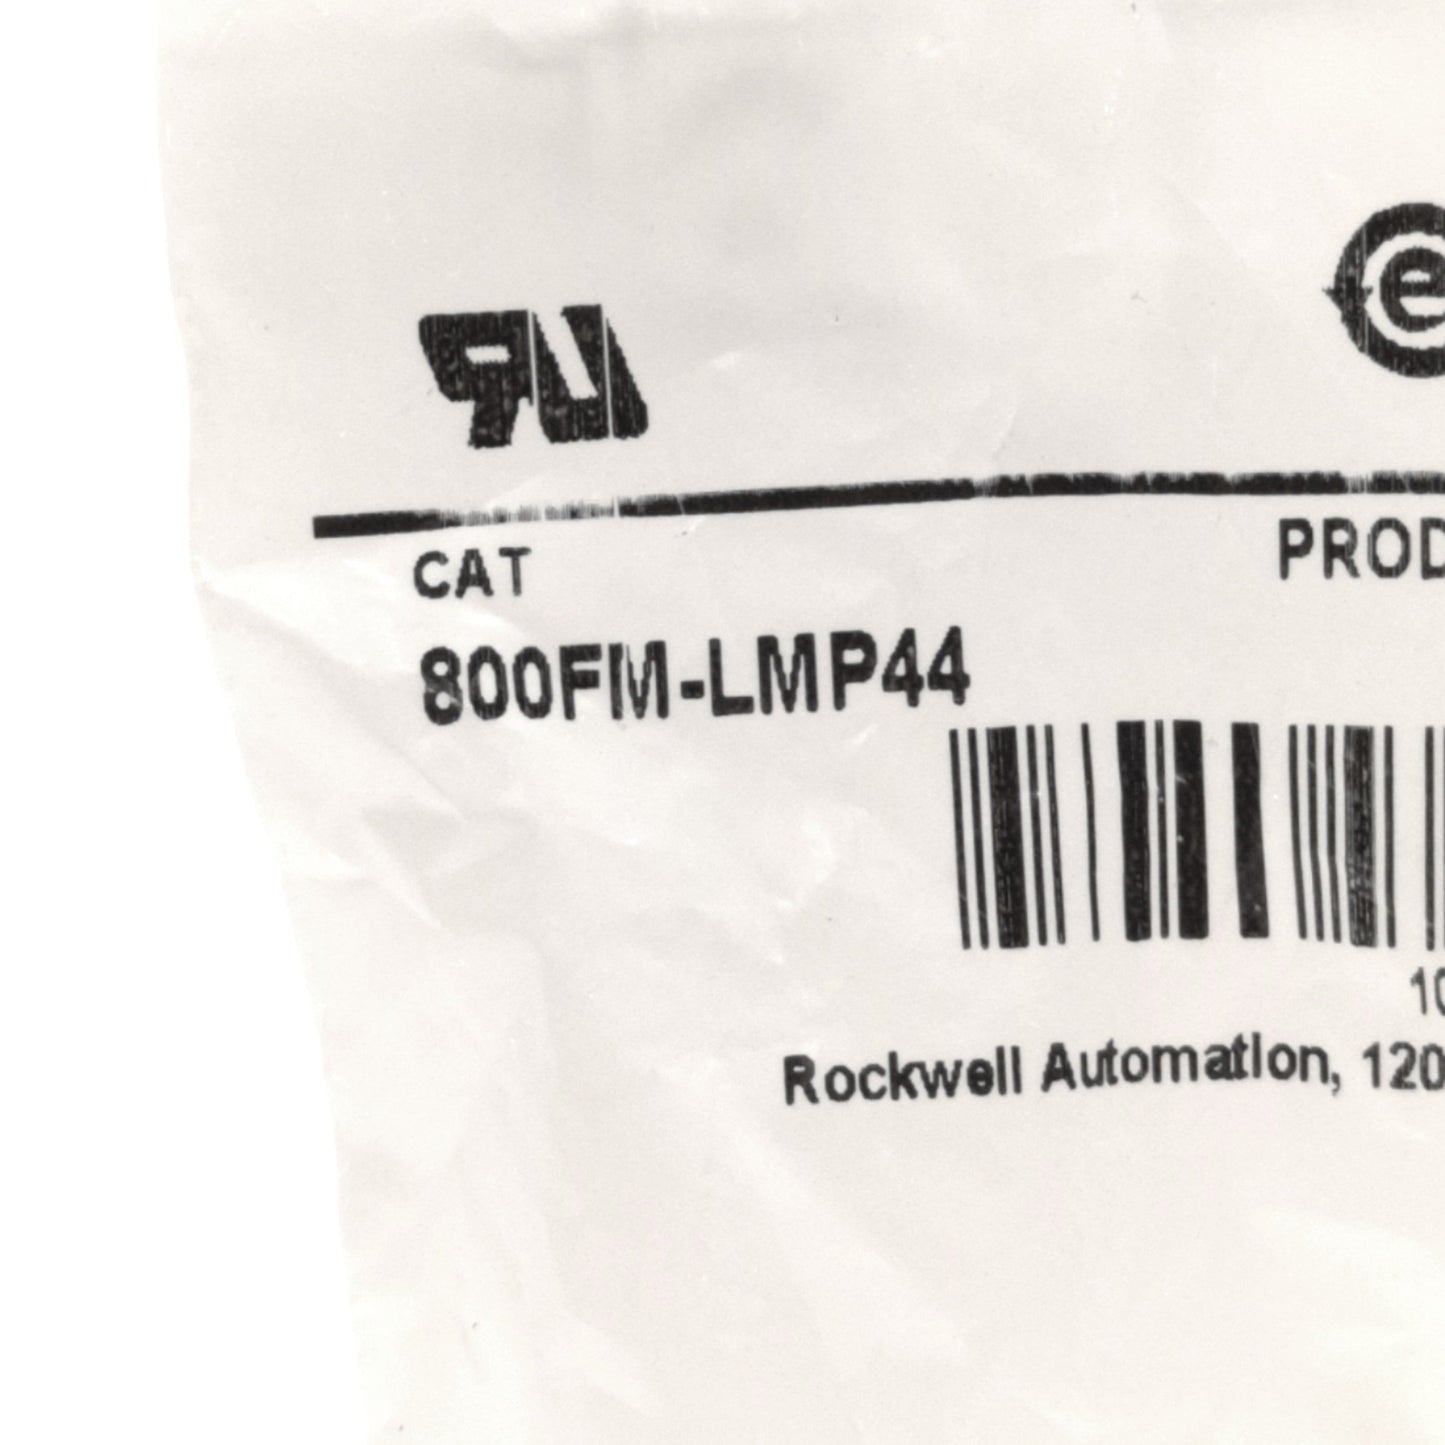 e
CAT
PROD
800FM-LMP44
10
Rockwell Automation, 120